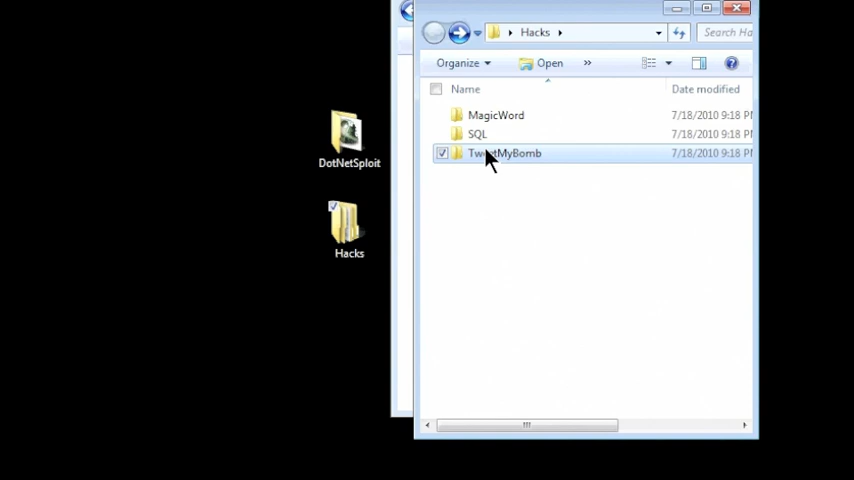 Hacks
Search Ha
Organize
Open
»
Name
Date modified
MagicWord
7/18/2010 9:18 PM
SQL
7/18/2010 9:18 PM
TweetMyBomb
7/18/2010 9:18 PM
DotNetSploit
Hacks